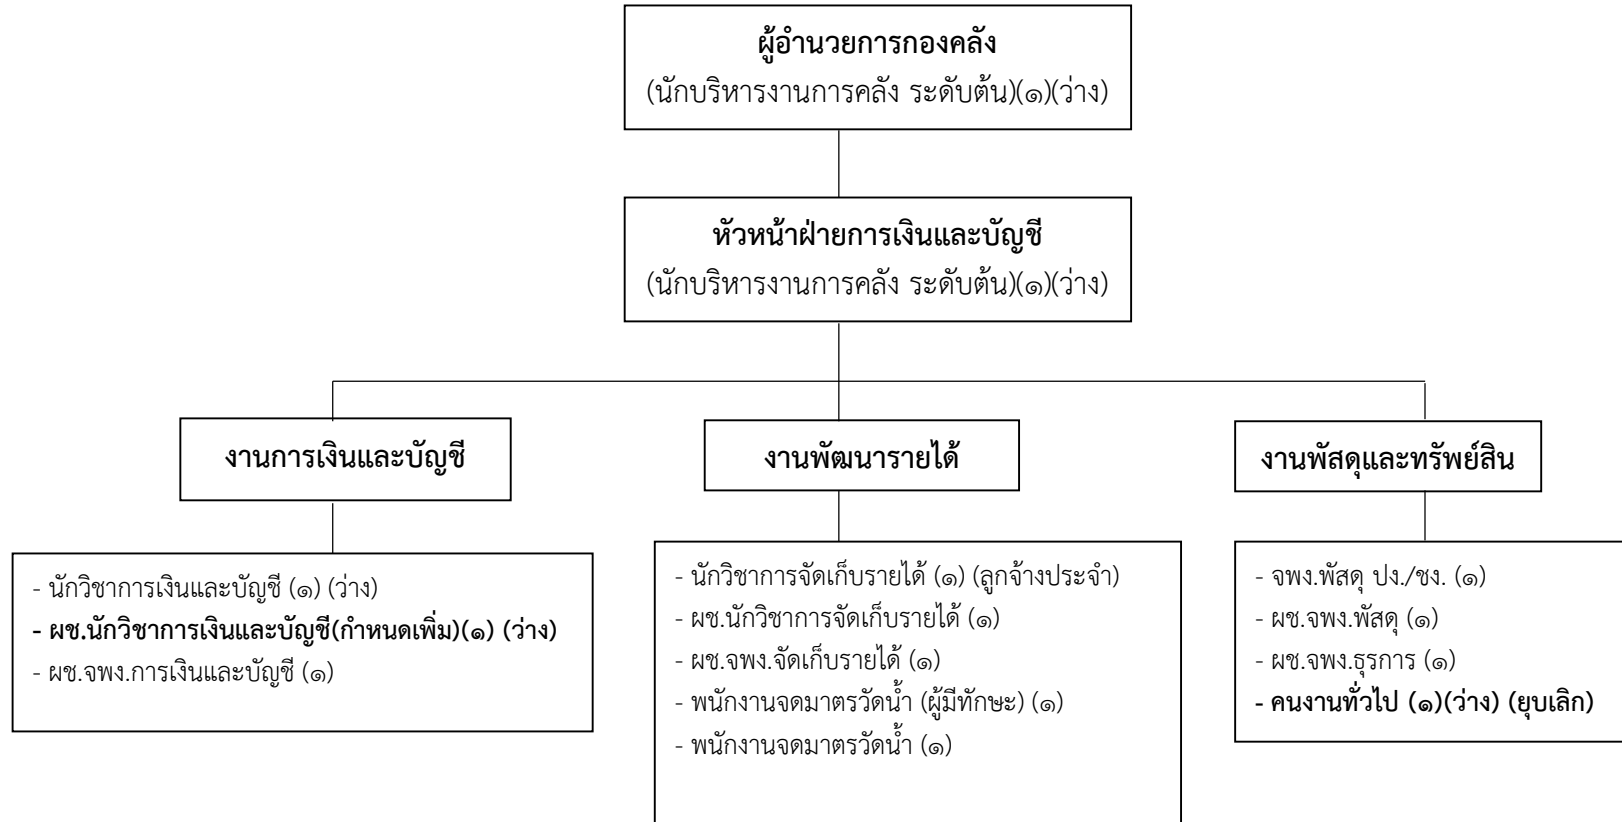 ผู้อำนวยการกองคลัง
(นักบริหารงานการคลัง ระดับต้น)(๑)(ว่าง)
หัวหน้าฝ่ายการเงินและบัญชี
(นักบริหารงานการคลัง ระดับต้น)(๑)(ว่าง)
งานการเงินและบัญชี
- นักวิชาการเงินและบัญชี (๑) (ว่าง)
- ผช.นักวิชาการเงินและบัญชี(กำหนดเพิ่ม)(๑) (ว่าง)
- ผช.จพง.การเงินและบัญชี (๑)
งานพัฒนารายได้
- นักวิชาการจัดเก็บรายได้ (๑) (ลูกจ้างประจำ)
- ผช.นักวิชาการจัดเก็บรายได้ (๑)
- ผช.จพง.จัดเก็บรายได้ (๑)
- พนักงานจดมาตรวัดน้ำ (ผู้มีทักษะ) (๑)
- พนักงานจดมาตรวัดน้ำ (๑)
งานพัสดุและทรัพย์สิน
- จพง.พัสดุ ปง./ชง. (๑)
- ผช.จพง.พัสดุ (๑)
- ผช.จพง.ธุรการ (๑)
- คนงานทั่วไป (๑)(ว่าง) (ยุบเลิก)